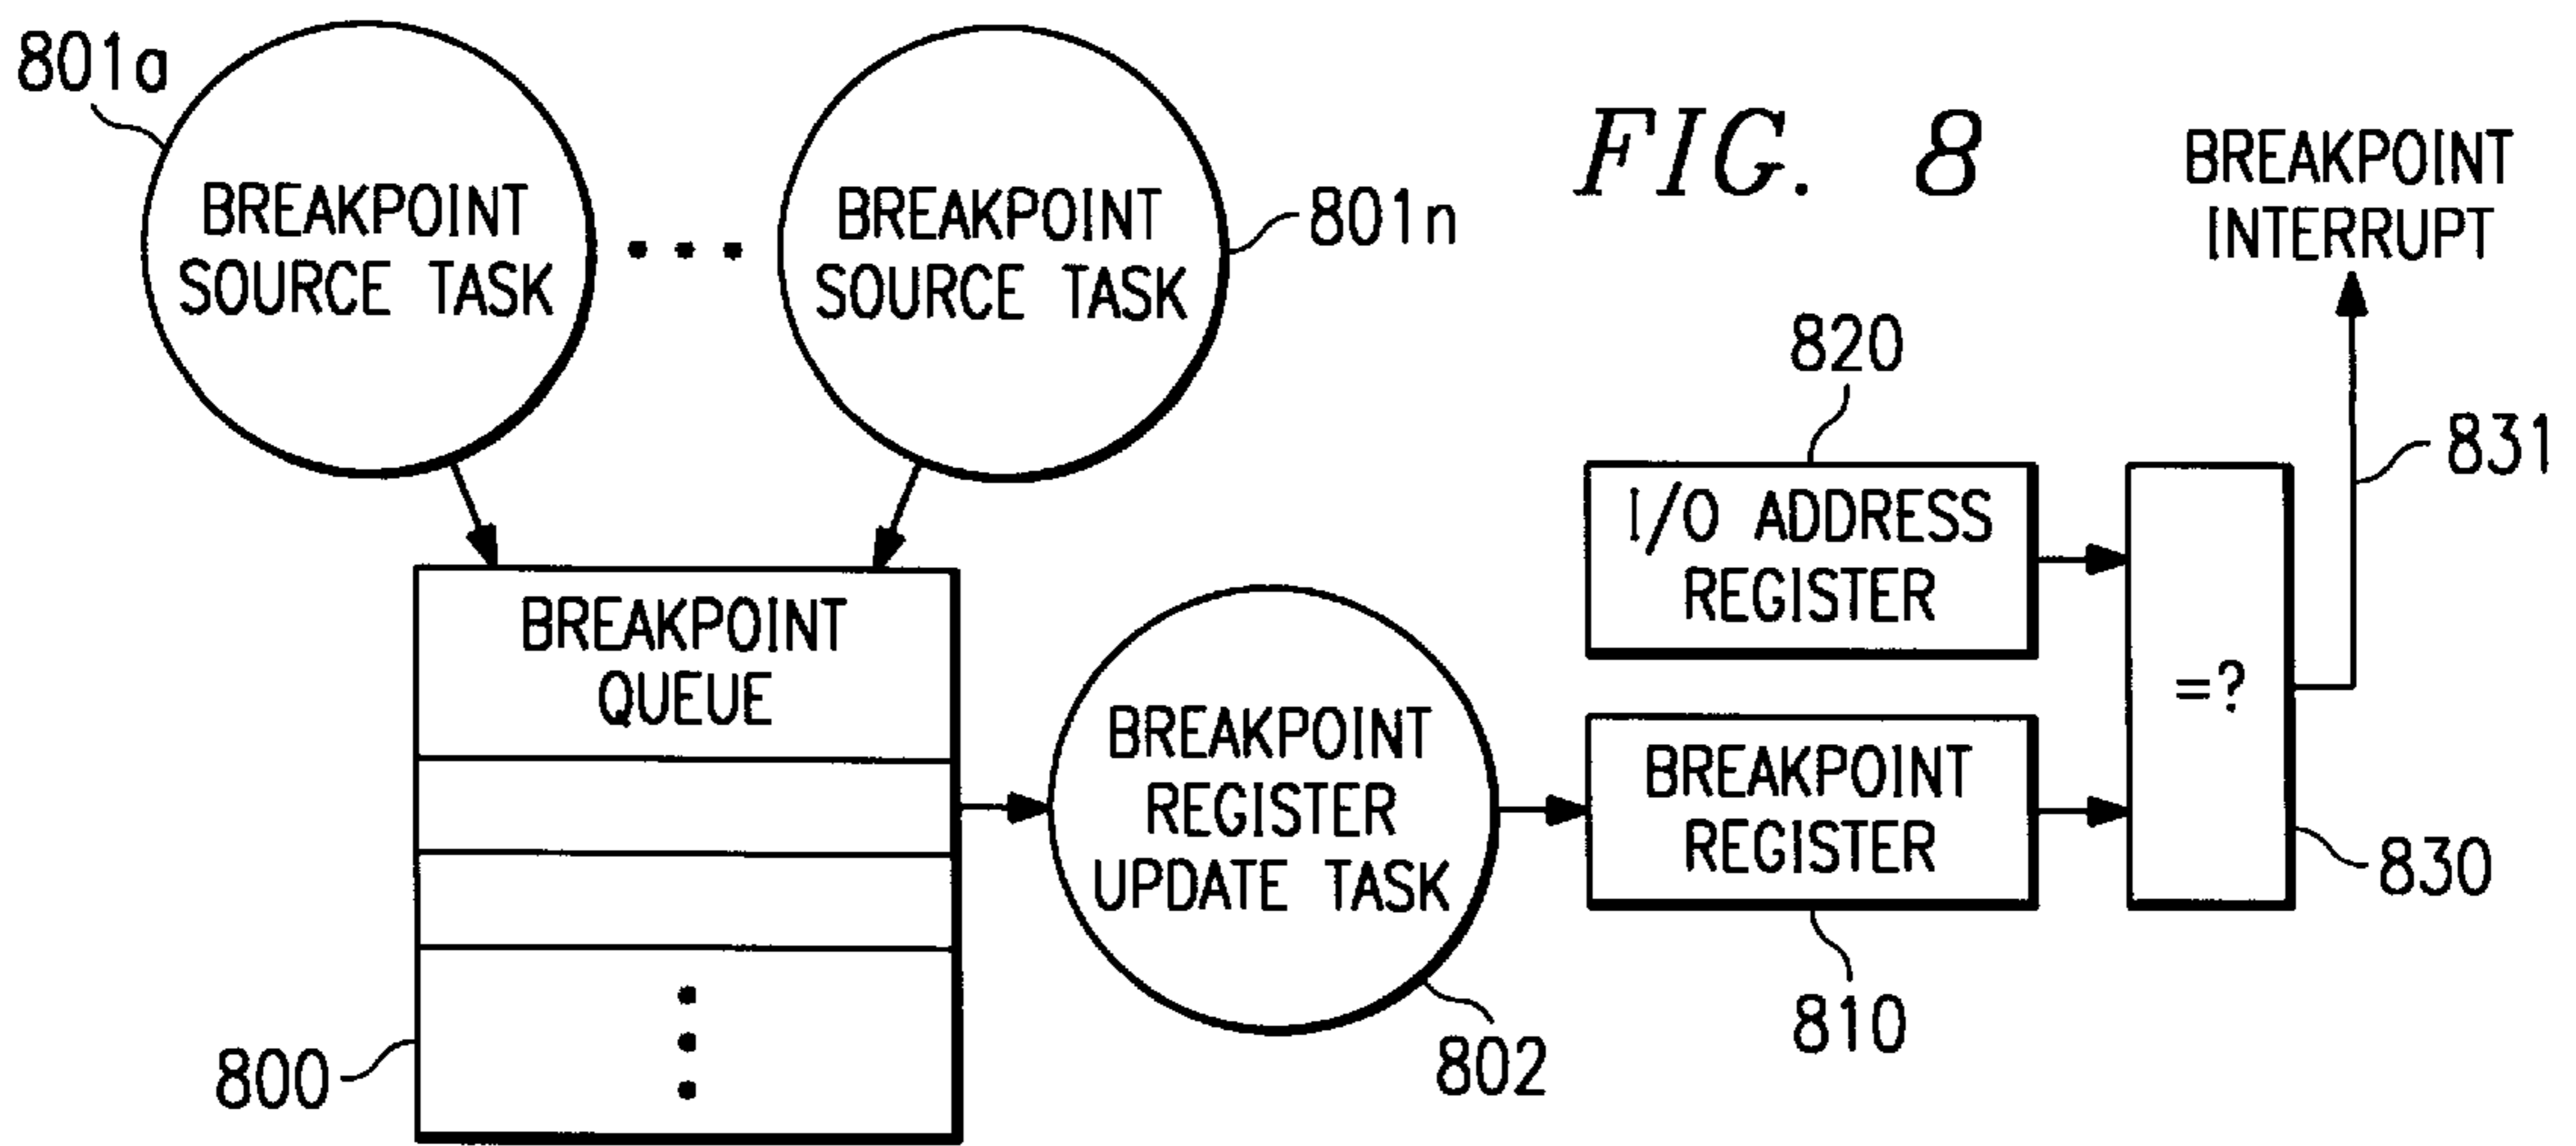 801a
BREAKPOINT
SOURCE TASK
BREAKPOINT
SOURCE TASK
801n
FIG. 8
BREAKPOINT
INTERRUPT
820
831
I/O ADDRESS
REGISTER
BREAKPOINT
QUEUE
=?
BREAKPOINT
REGISTER
UPDATE TASK
BREAKPOINT
REGISTER
830
800
802
810